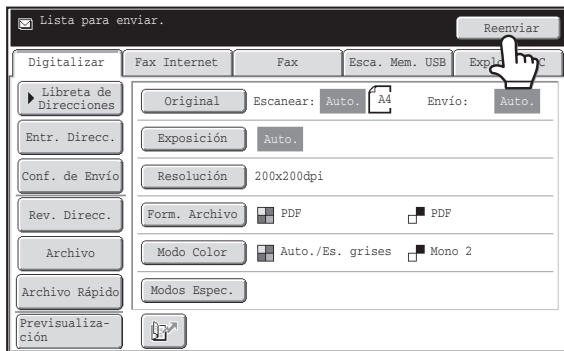 Lista para enviar.
Reenviar
Digitalizar
Fax Internet
Fax
Esca. Mem. USB
Libreta de
Direcciones
Original
Escanear:
Auto.
A4
Envío:
Auto.
Entr. Direcc.
Exposición
Auto.
Conf. de Envío
Resolución
200x200dpi
Rev. Direcc.
Form. Archivo
PDF
PDF
Archivo
Modo Color
Auto./Es. grises
Mono 2
Archivo Rápido
Modos Espec.
Previsualiza-
ción